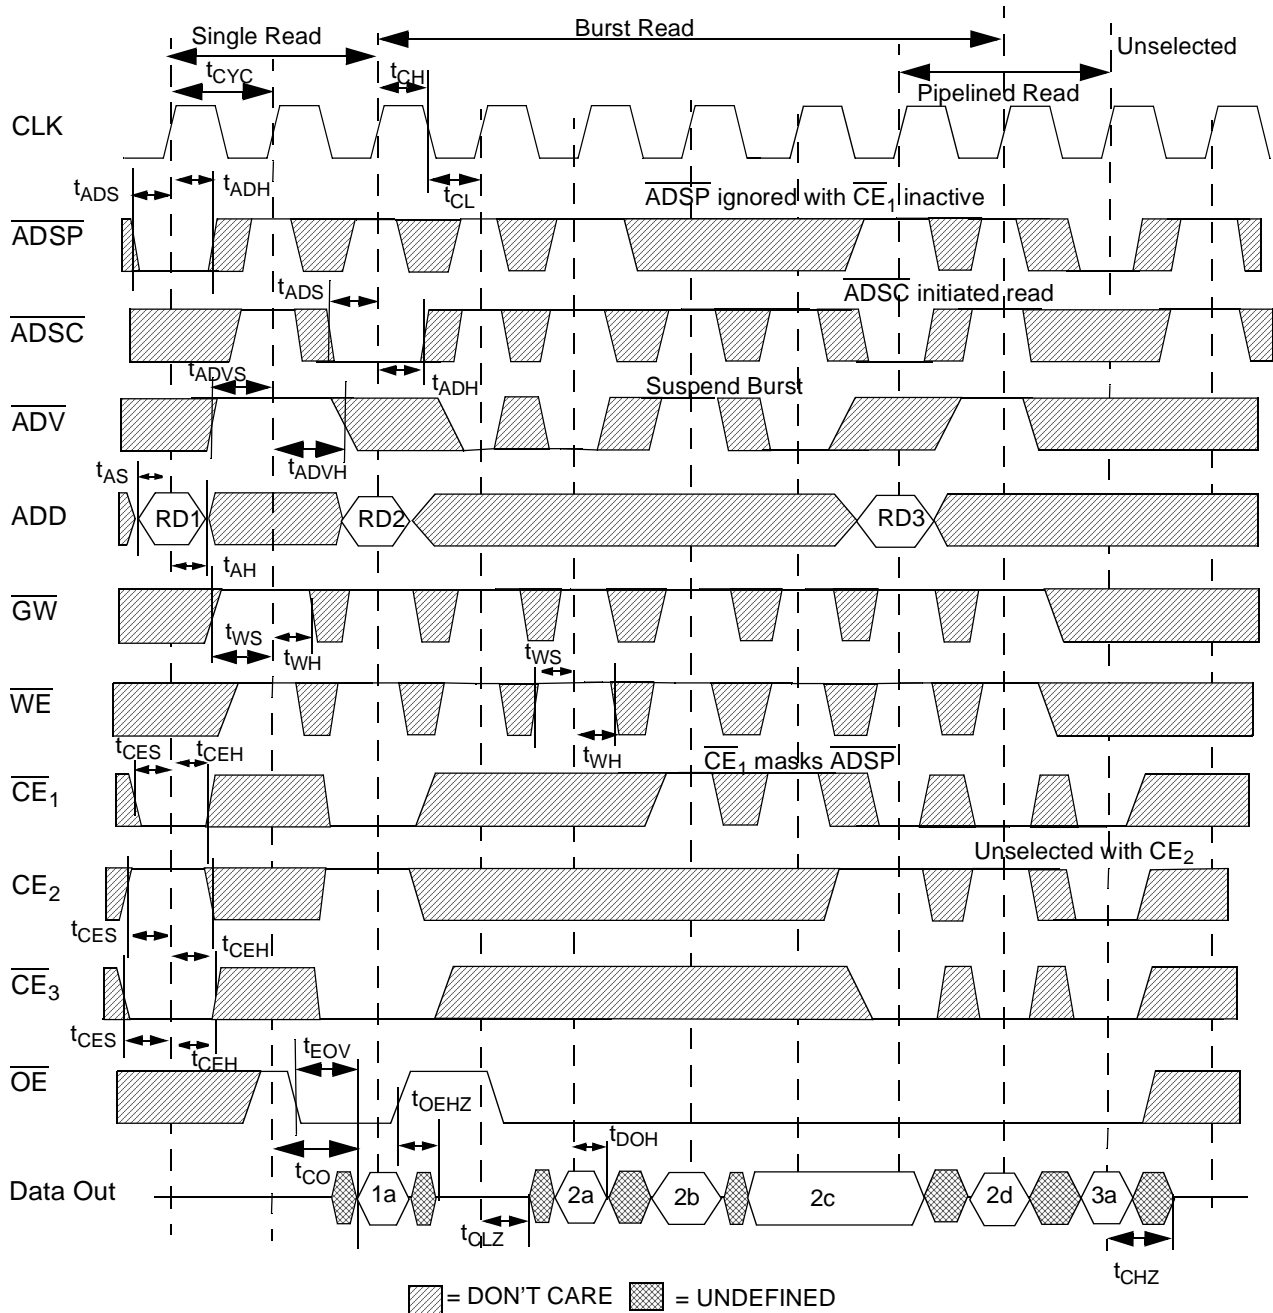 Burst Read
Single Read
Unselected
tCYC
tCH
Pipelined Read
CLK
tADS
tADH
tCL
ADSP ignored with CE1 inactive
ADSP
tADS
ADSC initiated read
ADSC
tADVS
tADH
Suspend Burst
ADV
tAS
tADVH
ADD
RD1
RD2
RD3
tAH
GW
tWS
tWH
tWS
WE
tWH
tCES
tCEH
CE1 masks ADSP
CE1
Unselected with CE2
CE2
tCES
tCEH
CE3
tCES
tCEH
tEOV
OE
tOEHZ
tDOH
tCO
Data Out
1a
2a
2b
2c
2d
3a
tCLZ
tCHZ
= DON'T CARE
= UNDEFINED